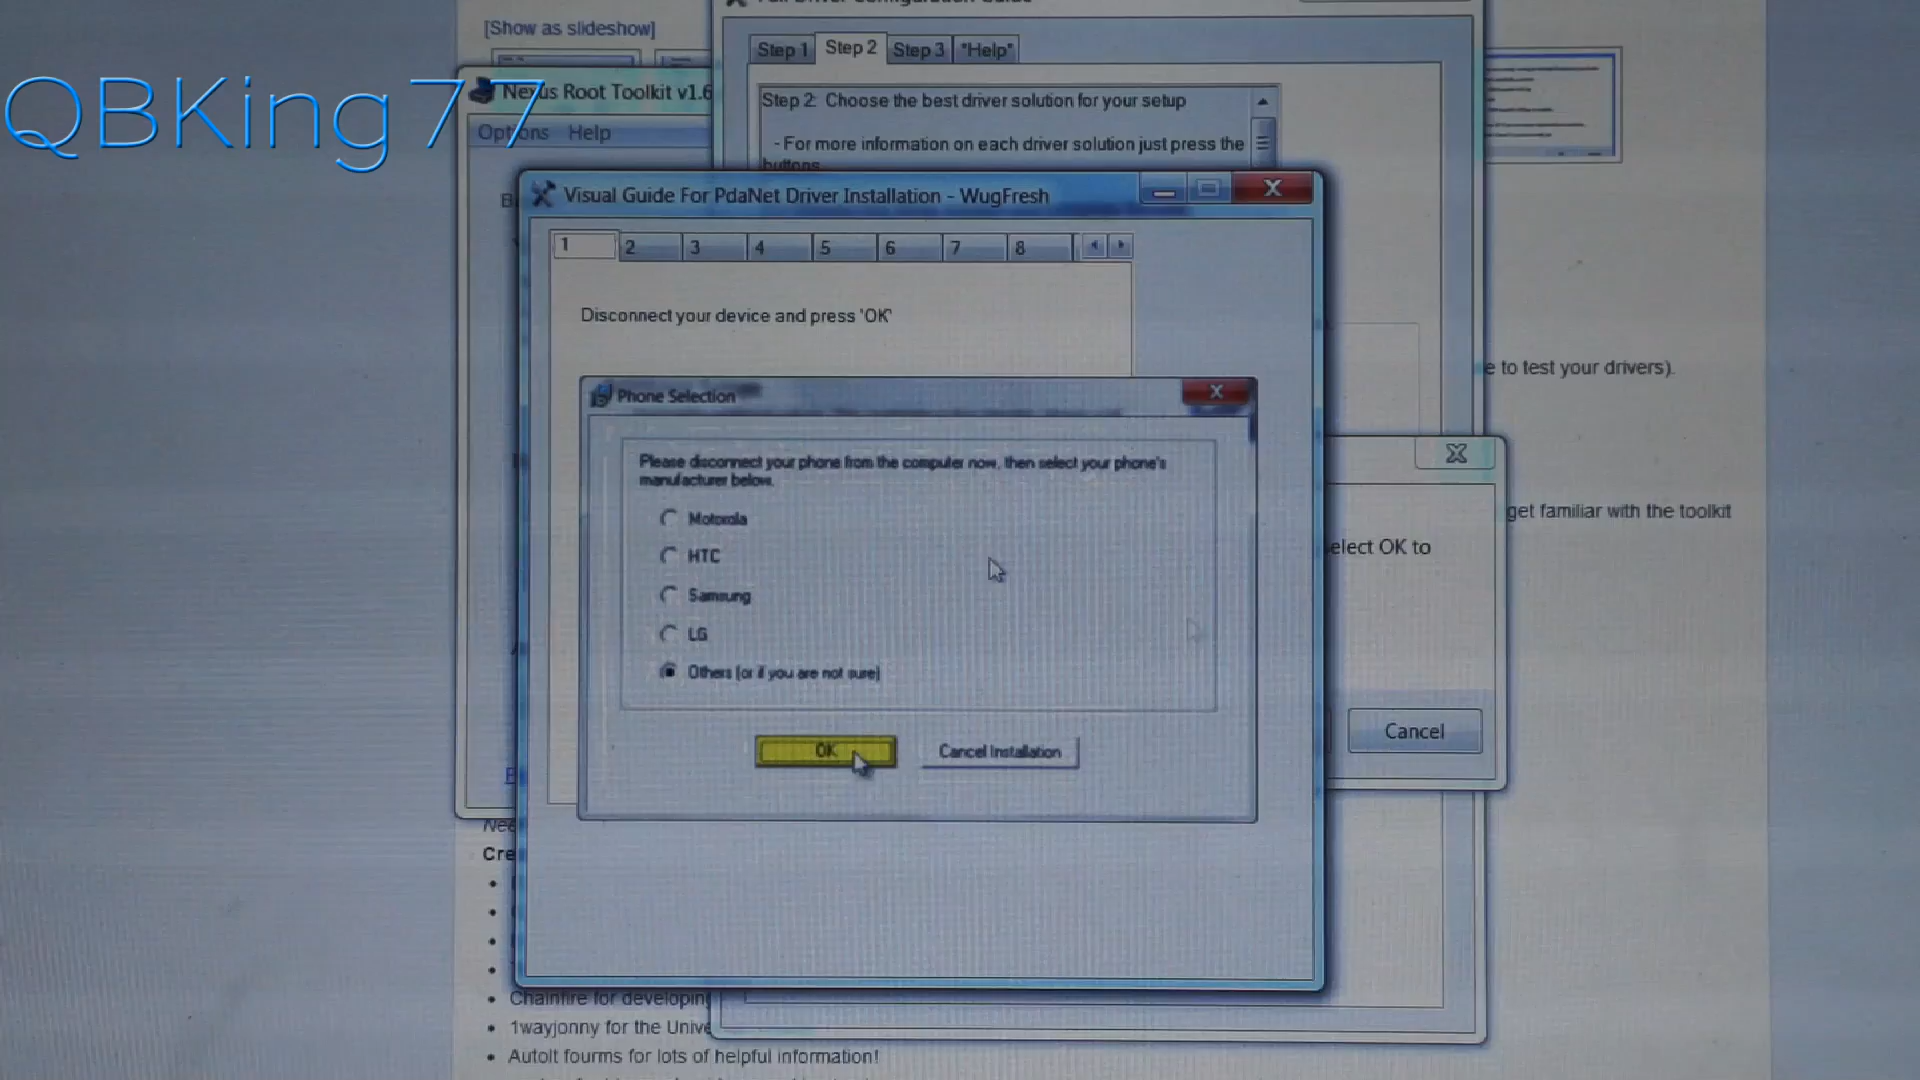 [Show as slideshow]
QBKing77
Nexus Root Toolkit v1.6
Options Help
Step 1 Step 2 Step 3 *Help*
Step 2: Choose the best driver solution for your setup
- For more information on each driver solution just press the
buttons
Visual Guide For PdaNet Driver Installation - WugFresh
1 2 3 4 5 6 7 8
Disconnect your device and press 'OK'
Phone Selection
Please disconnect your phone from the computer now, then select your phone's
manufacturer below.
Motorola
HTC
Samsung
LG
Others (or if you are not sure)
OK Cancel Installation
e to test your drivers).
get familiar with the toolkit
elect OK to
Cancel
Cre
Chainfire for developing
1wayjonny for the Unive
AutoIt fourms for lots of helpful information!